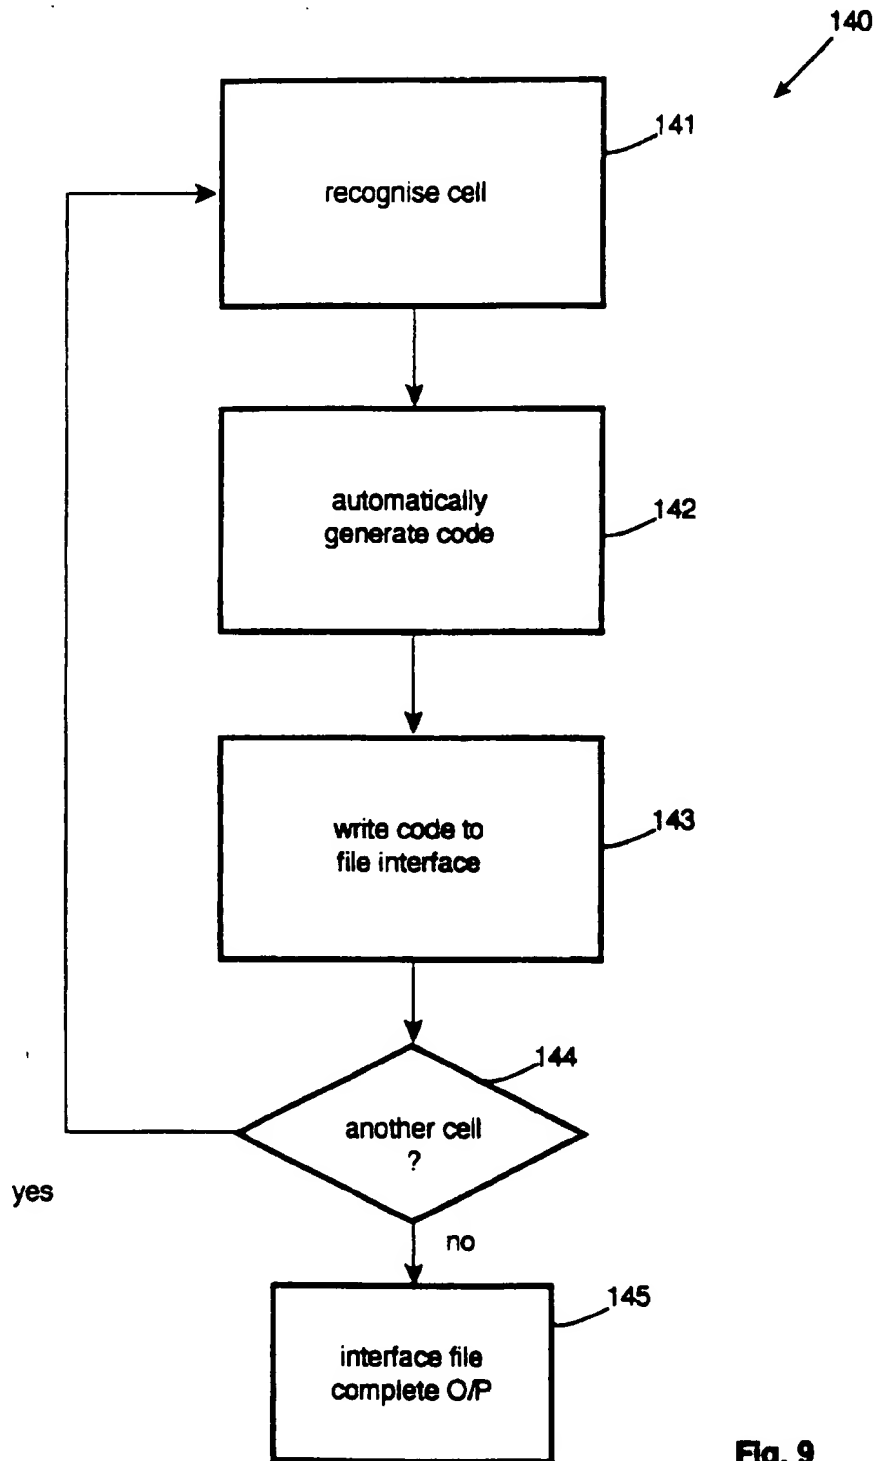 140
141
recognise cell
automatically
generate code
142
write code to
file interface
143
144
another cell
?
yes
no
145
interface file
complete O/P
Fig. 9